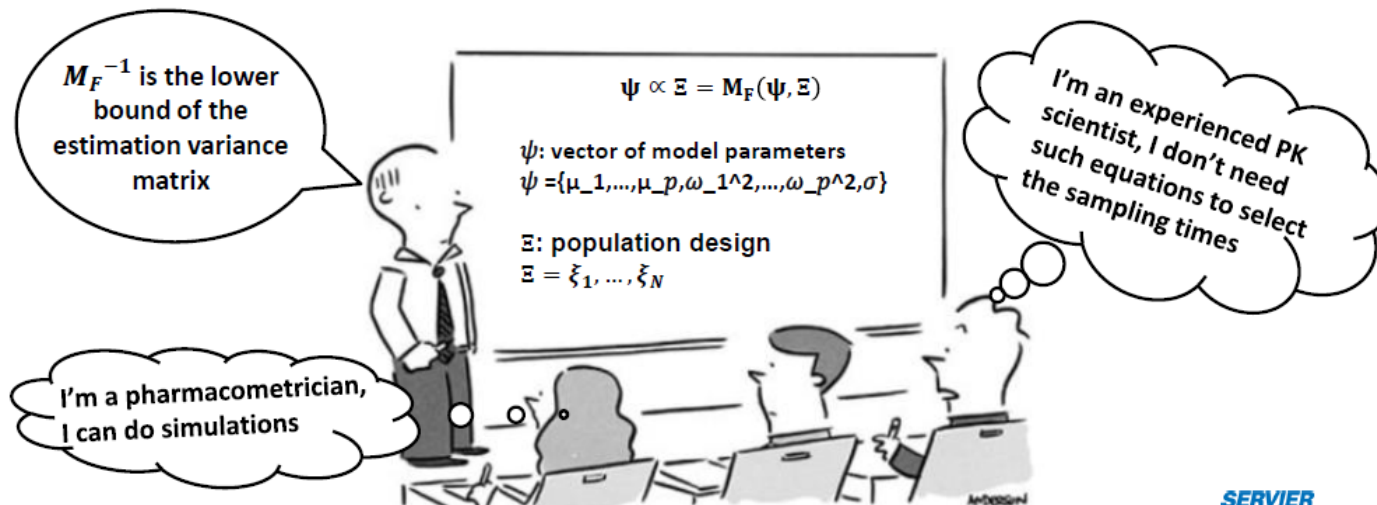 M_F^{-1} is the lower
bound of the
estimation variance
matrix
ψ ∝ Ξ = M_F(ψ, Ξ)
ψ: vector of model parameters
ψ ={μ_1,...,μ_p,ω_1^2,...,ω_p^2,σ}
Ξ: population design
Ξ = ξ_1, ..., ξ_N
I'm an experienced PK
scientist, I don't need
such equations to select
the sampling times
I'm a pharmacometrician,
I can do simulations
ANDERSON
SERVIER